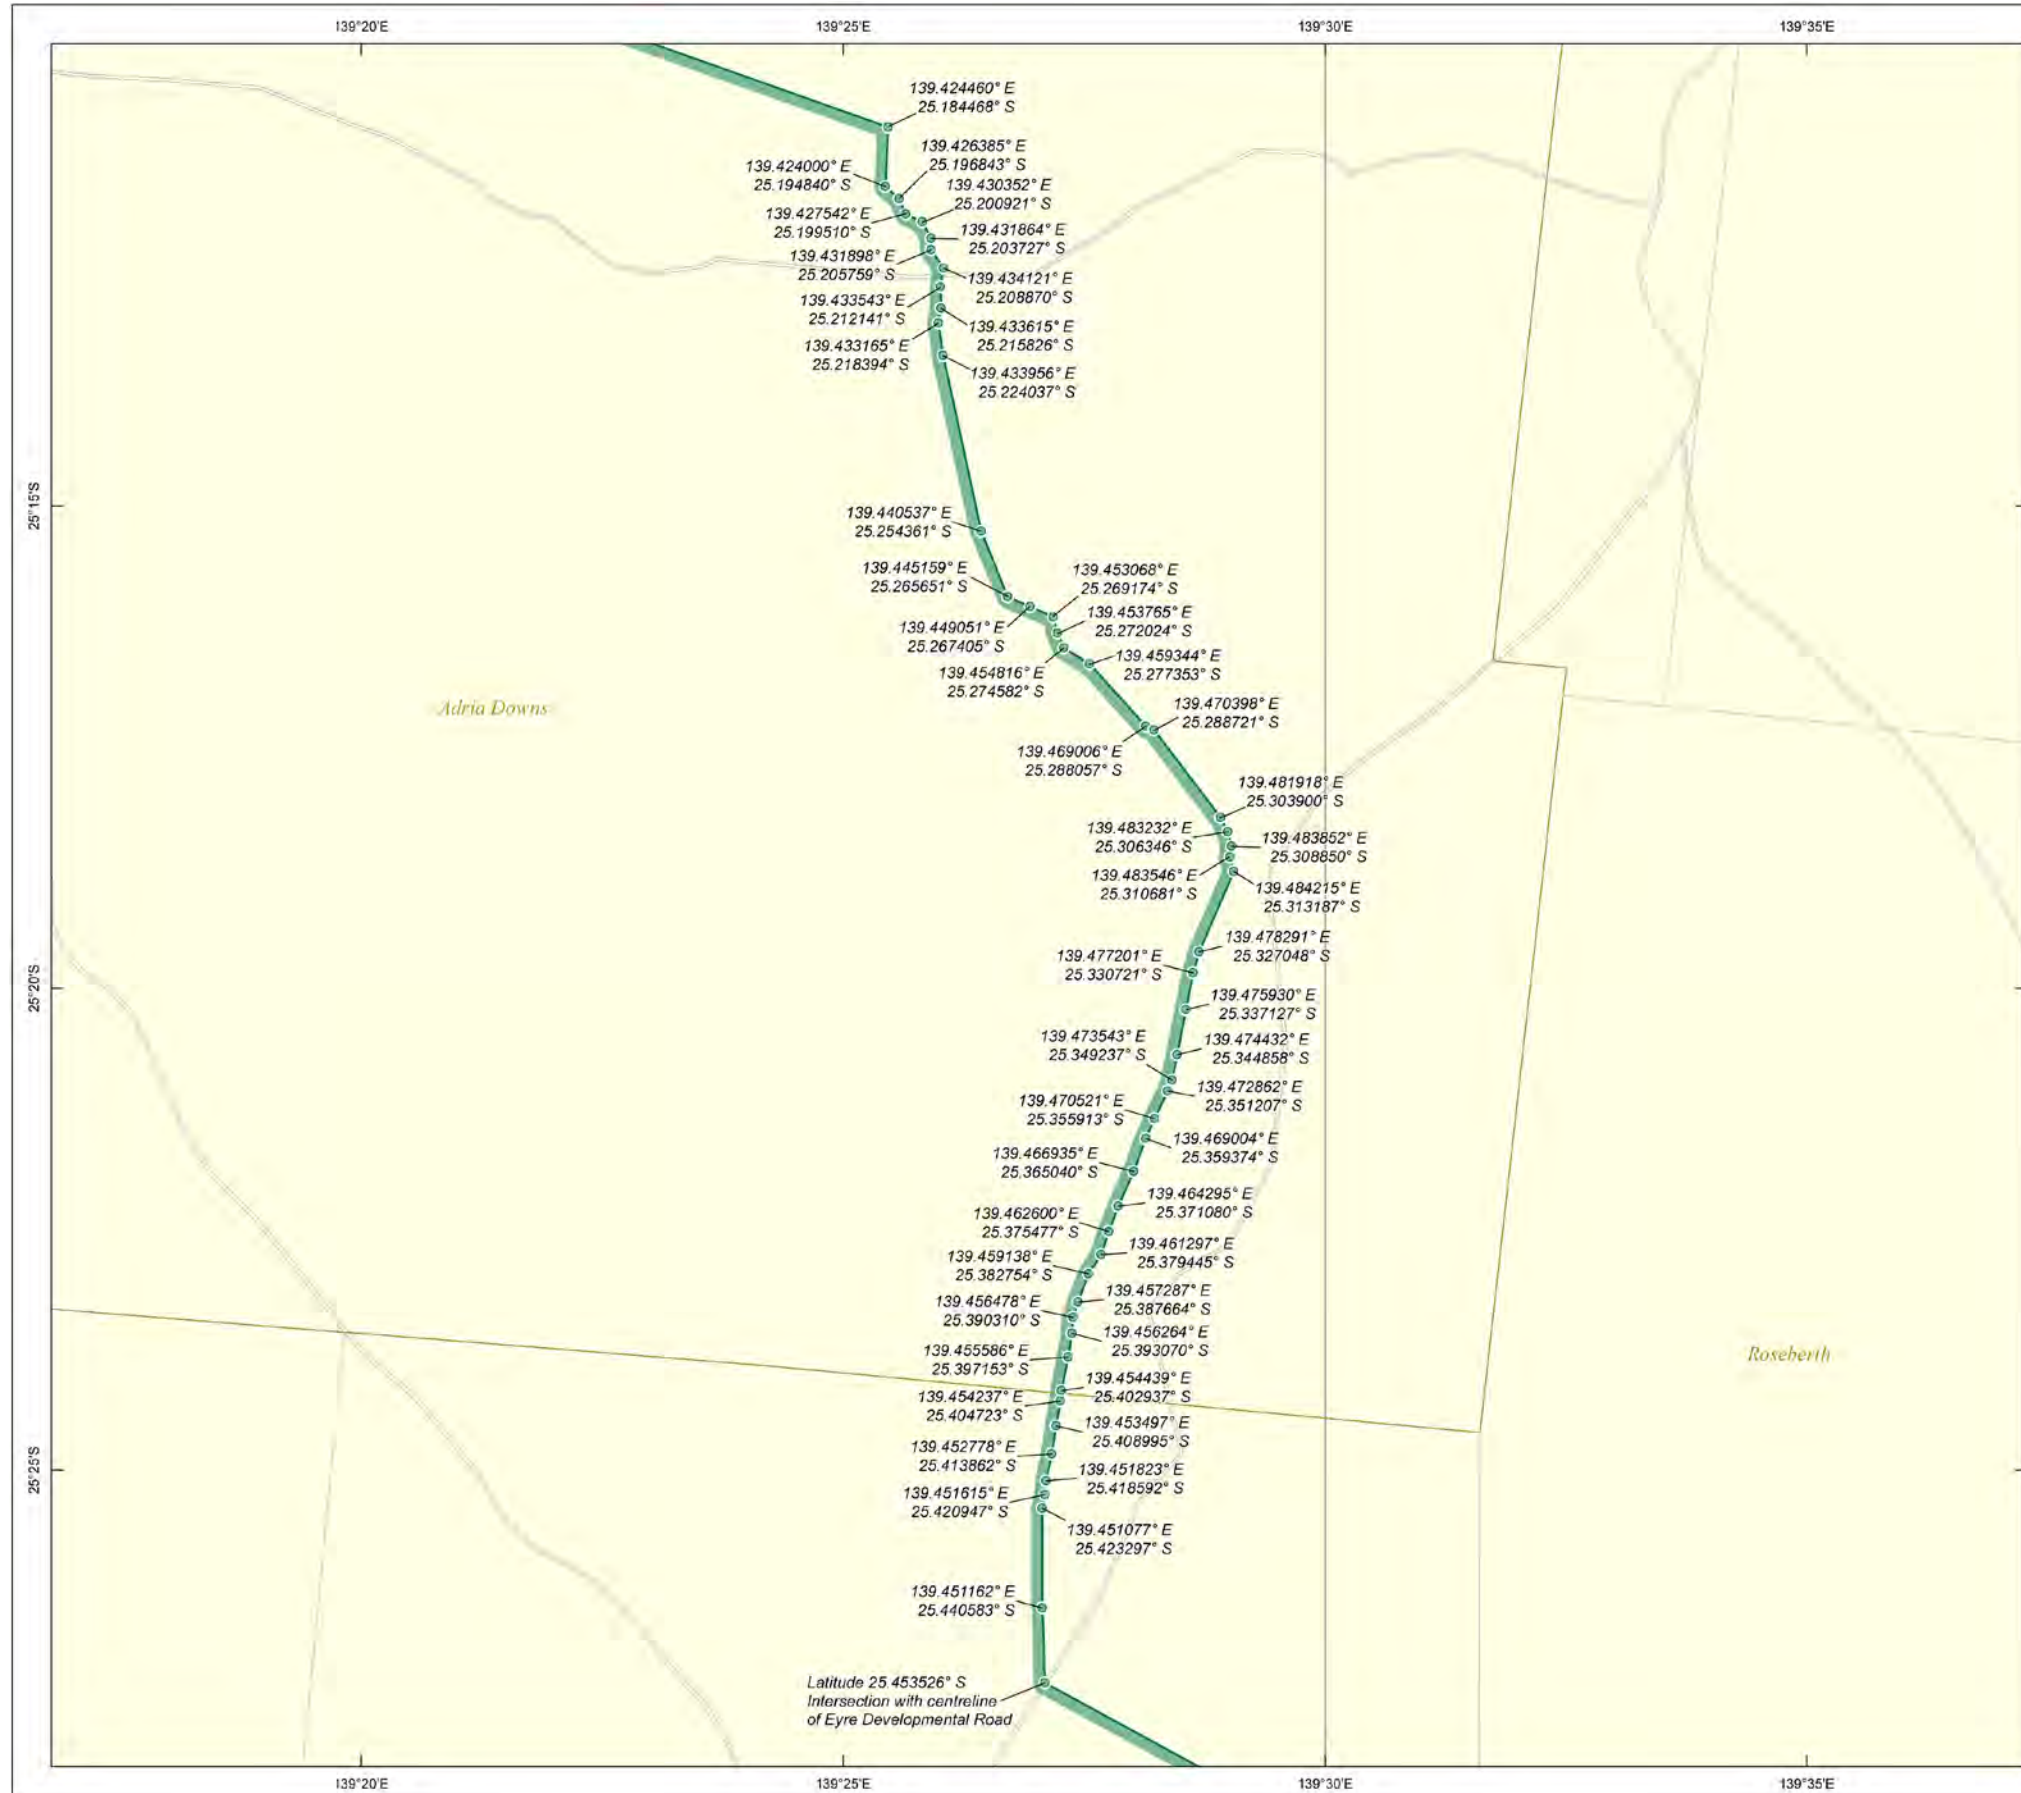 139°20'E
139°25'E
139°30'E
139°35'E
139.424460° E
25.184468° S
139.426385° E
25.196843° S
139.424000° E
25.194840° S
139.430352° E
25.200921° S
139.427542° E
25.199510° S
139.431864° E
25.203727° S
139.431898° E
25.205759° S
139.434121° E
25.208870° S
139.433543° E
25.212141° S
139.433615° E
25.215826° S
139.433165° E
25.218394° S
139.433956° E
25.224037° S
25°15'S
139.440537° E
25.254361° S
139.445159° E
25.265651° S
139.453068° E
25.269174° S
139.449051° E
25.267405° S
139.453765° E
25.272024° S
139.454816° E
25.274582° S
139.459344° E
25.277353° S
Adria Downs
139.470398° E
25.288721° S
139.469006° E
25.288057° S
139.481918° E
25.303900° S
139.483232° E
25.306346° S
139.483852° E
25.308850° S
139.483546° E
25.310681° S
139.484215° E
25.313187° S
139.478291° E
25.327048° S
139.477201° E
25.330721° S
25°20'S
139.475930° E
25.337127° S
139.473543° E
25.349237° S
139.474432° E
25.344858° S
139.472862° E
25.351207° S
139.470521° E
25.355913° S
139.469004° E
25.359374° S
139.466935° E
25.365040° S
139.464295° E
25.371080° S
139.462600° E
25.375477° S
139.461297° E
25.379445° S
139.459138° E
25.382754° S
139.457287° E
25.387664° S
139.456478° E
25.390310° S
139.456264° E
25.393070° S
139.455586° E
25.397153° S
Roseberth
139.454439° E
25.402937° S
139.454237° E
25.404723° S
139.453497° E
25.408995° S
139.452778° E
25.413862° S
25°25'S
139.451823° E
25.418592° S
139.451615° E
25.420947° S
139.451077° E
25.423297° S
139.451162° E
25.440583° S
Latitude 25.453526° S
Intersection with centreline
of Eyre Developmental Road
139°20'E
139°25'E
139°30'E
139°35'E